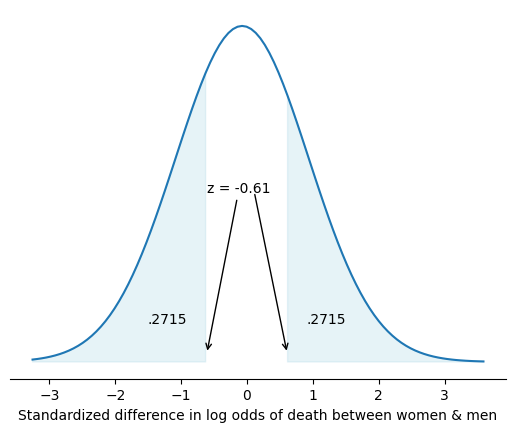 z = -0.61
.2715 .2715
−3 −2 −1 0 1 2 3
Standardized difference in log odds of death between women & men